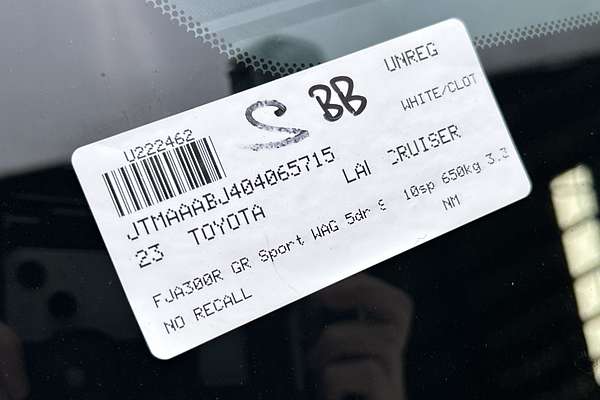 UNREG
U222462
S BB
WHITE/CLOT
JTMAAABJ404065715
23 TOYOTA LAI CRUISER
FJA300R GR Sport WAG 5dr S 10sp 650kg 3.3
NO RECALL NM